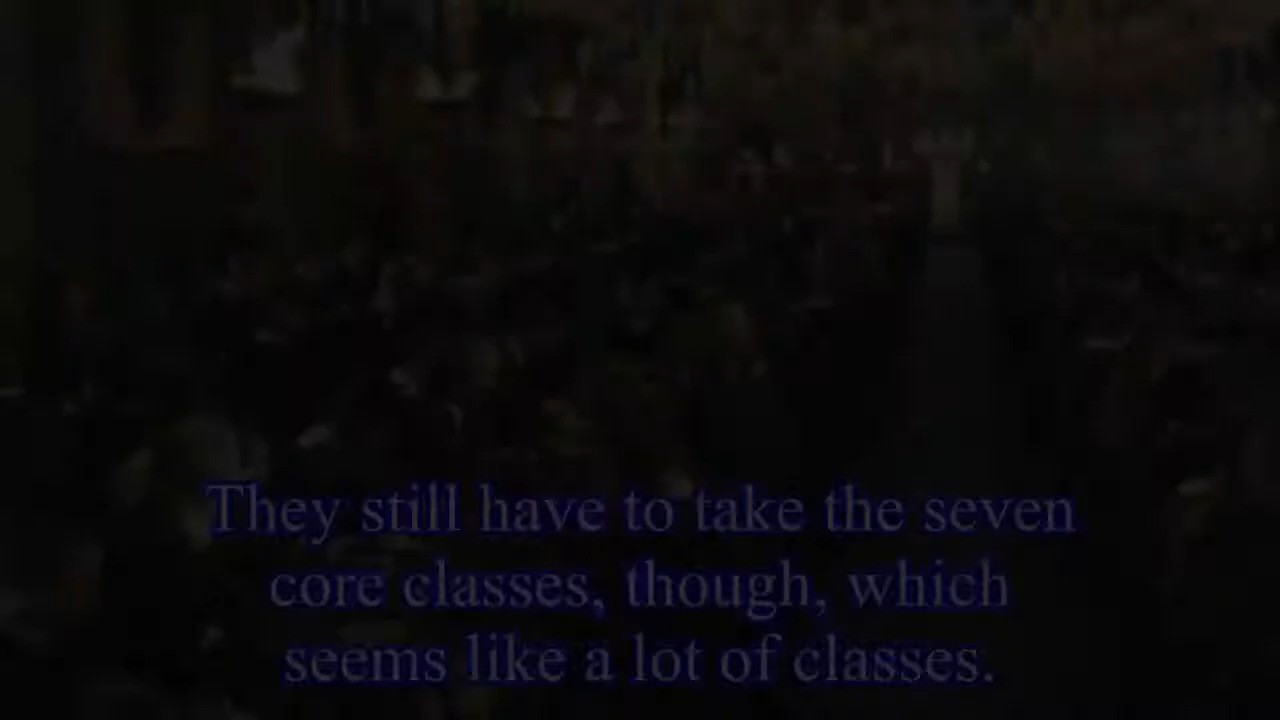 They still have to take the seven
core classes, though, which
seems like a lot of classes.